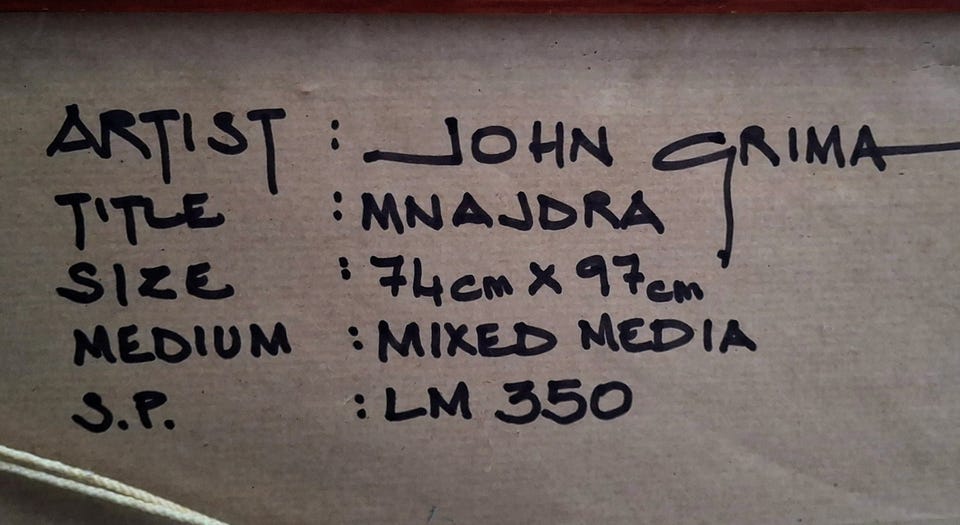 ARTIST : JOHN GRIMA
TITLE : MNAJDRA
SIZE : 74cm X 97cm
MEDIUM : MIXED MEDIA
S.P. : LM 350